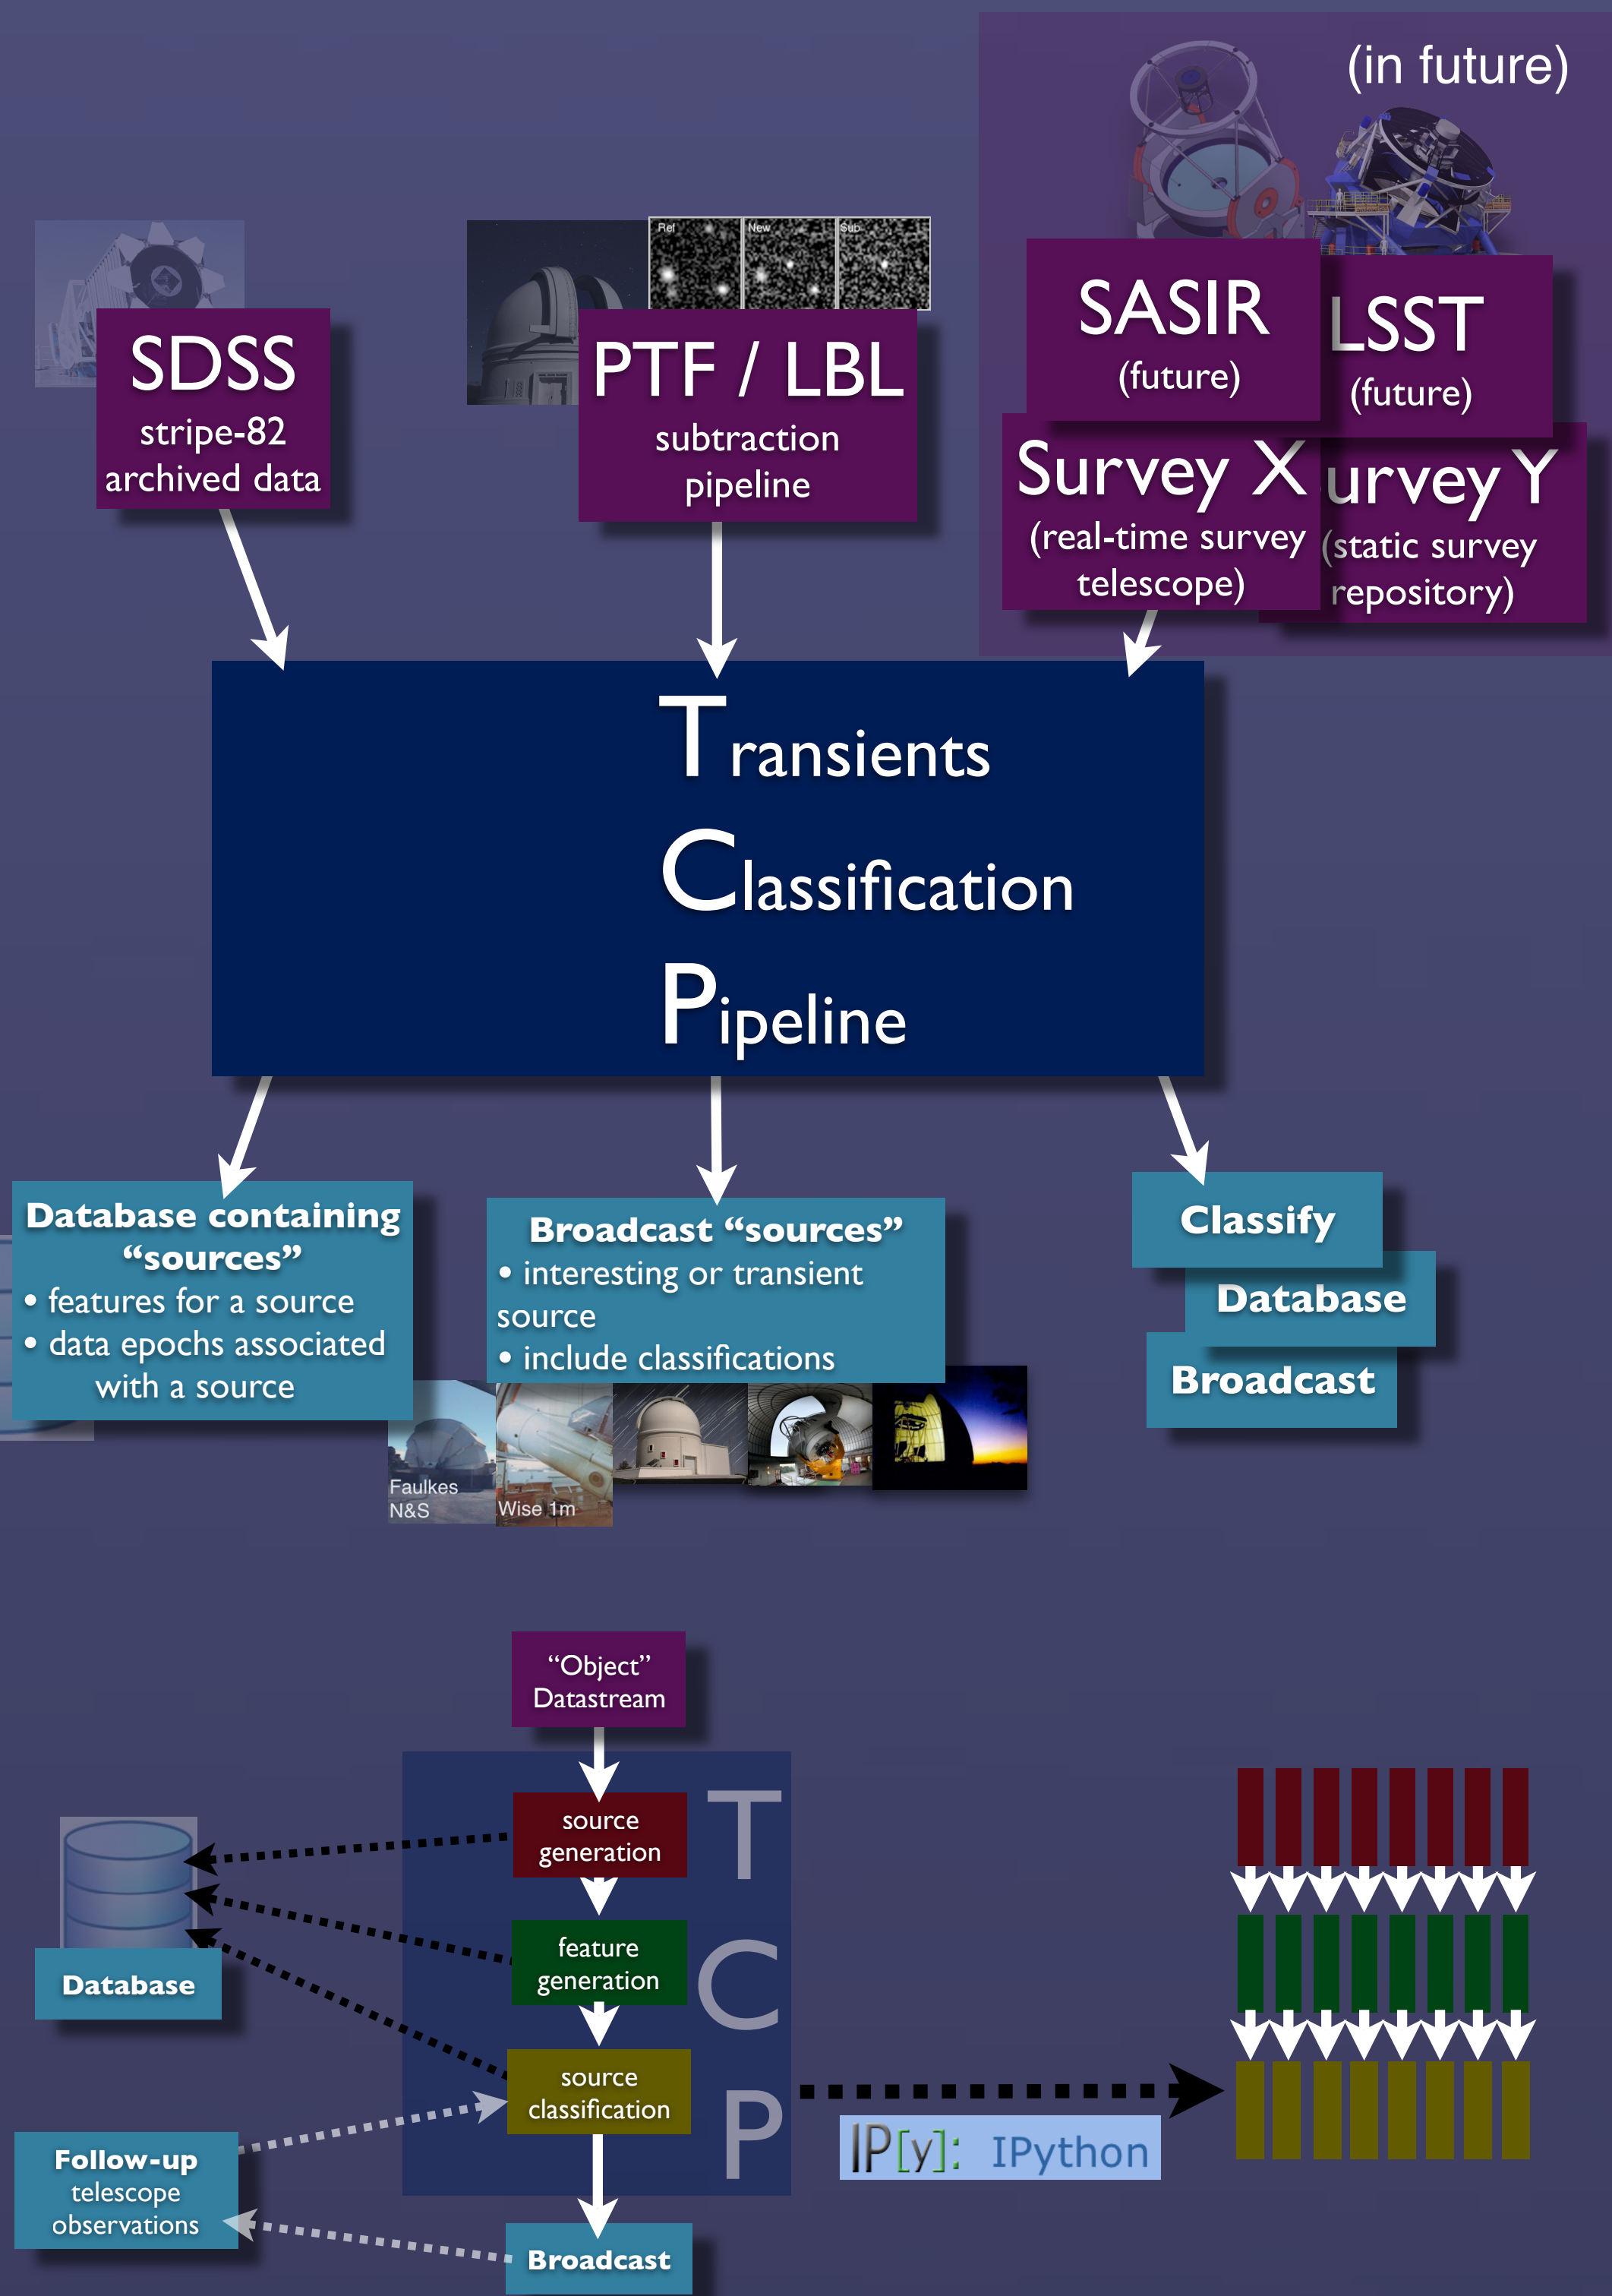 (in future)
Ref
New
Sub
SDSS
stripe-82
archived data
PTF / LBL
subtraction
pipeline
SASIR
(future)
LSST
(future)
Survey X
(real-time survey
telescope)
urvey Y
(static survey
repository)
Transients
Classification
Pipeline
Database containing
“sources”
• features for a source
• data epochs associated
with a source
Broadcast “sources”
• interesting or transient
source
• include classifications
Classify
Database
Broadcast
Faulkes
N&S
Wise 1m
“Object”
Datastream
source
generation
feature
generation
source
classification
T
C
P
Database
Follow-up
telescope
observations
Broadcast
IP[y]: IPython